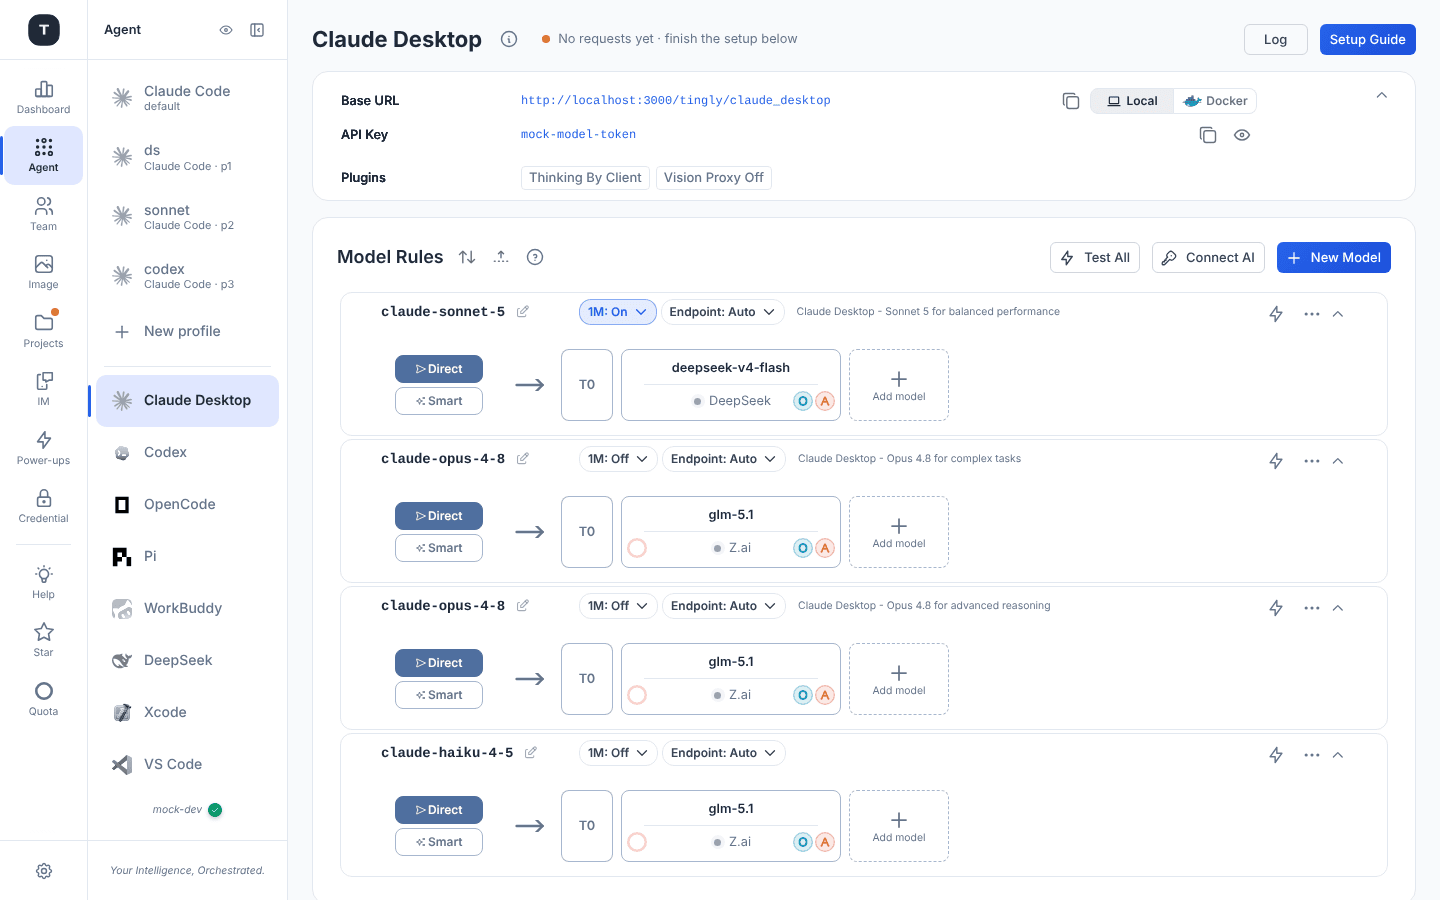 T
Agent
Dashboard
Agent
Team
Image
Projects
IM
Power-ups
Credential
Help
Star
Quota
Claude Code
default
ds
Claude Code · p1
sonnet
Claude Code · p2
codex
Claude Code · p3
New profile
Claude Desktop
Codex
OpenCode
Pi
WorkBuddy
DeepSeek
Xcode
VS Code
mock-dev
Your Intelligence, Orchestrated.
Claude Desktop
No requests yet · finish the setup below
Log
Setup Guide
Base URL
http://localhost:3000/tingly/claude_desktop
Local
Docker
API Key
mock-model-token
Plugins
Thinking By Client
Vision Proxy Off
Model Rules
Test All
Connect AI
New Model
claude-sonnet-5
1M: On
Endpoint: Auto
Claude Desktop - Sonnet 5 for balanced performance
Direct
Smart
T0
deepseek-v4-flash
DeepSeek
O
A
Add model
claude-opus-4-8
1M: Off
Endpoint: Auto
Claude Desktop - Opus 4.8 for complex tasks
Direct
Smart
T0
glm-5.1
Z.ai
O
A
Add model
claude-opus-4-8
1M: Off
Endpoint: Auto
Claude Desktop - Opus 4.8 for advanced reasoning
Direct
Smart
T0
glm-5.1
Z.ai
O
A
Add model
claude-haiku-4-5
1M: Off
Endpoint: Auto
Direct
Smart
T0
glm-5.1
Z.ai
O
A
Add model